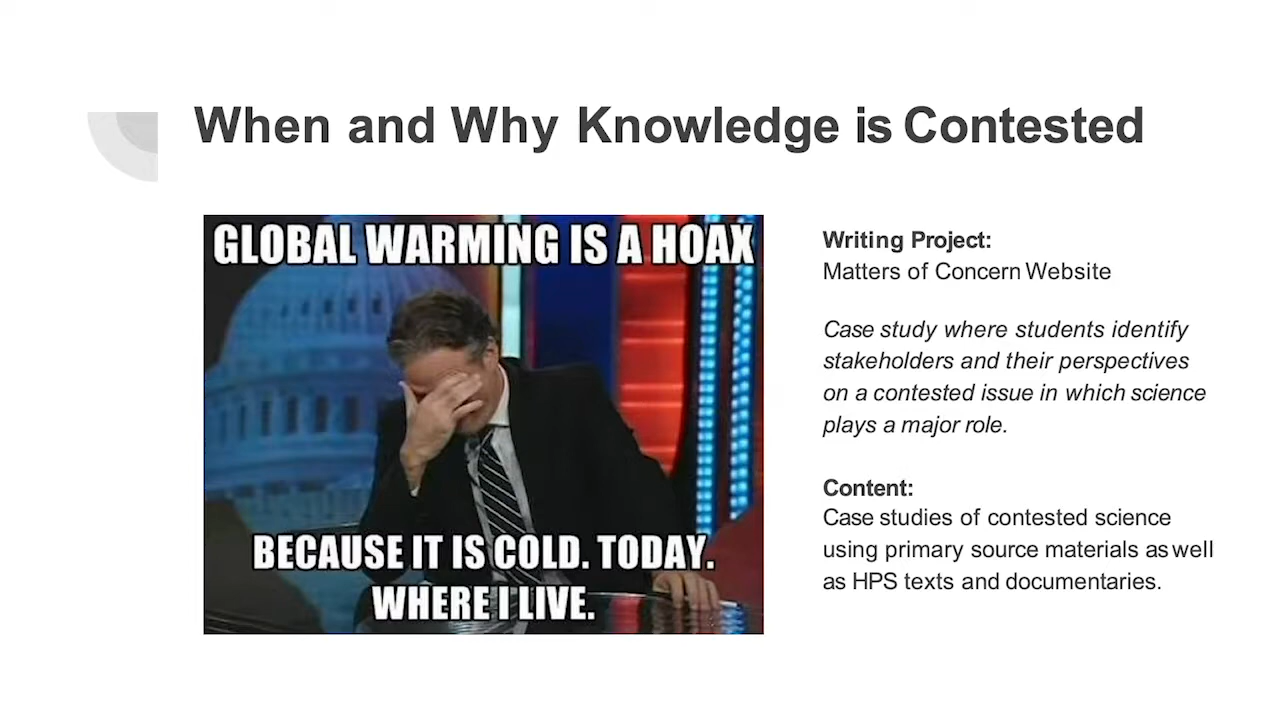 When and Why Knowledge is Contested
GLOBAL WARMING IS A HOAX
BECAUSE IT IS COLD. TODAY.
WHERE I LIVE.
Writing Project:
Matters of Concern Website
Case study where students identify
stakeholders and their perspectives
on a contested issue in which science
plays a major role.
Content:
Case studies of contested science
using primary source materials as well
as HPS texts and documentaries.